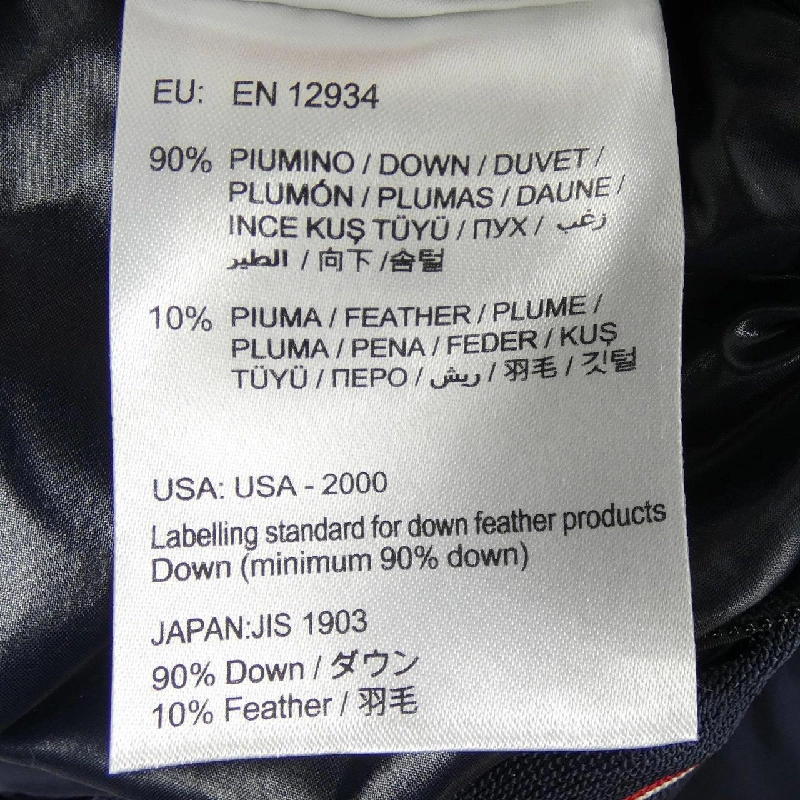 EU: EN 12934
90% PIUMINO / DOWN / DUVET /
PLUMÓN / PLUMAS / DAUNE /
INCE KUŞ TÜYÜ / ПУХ / زغب
الطير / 向下 / 솜털
10% PIUMA / FEATHER / PLUME /
PLUMA / PENA / FEDER / KUŞ
TÜYÜ / ПЕРО / ريش / 羽毛 / 깃털
USA: USA - 2000
Labelling standard for down feather products
Down (minimum 90% down)
JAPAN:JIS 1903
90% Down / ダウン
10% Feather / 羽毛